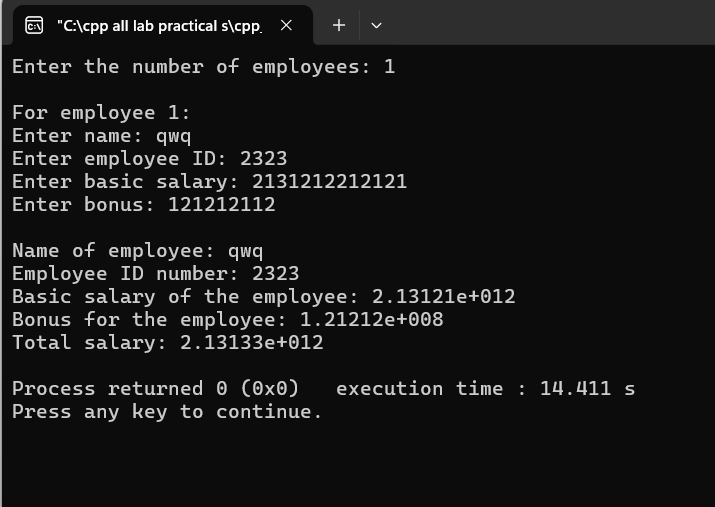 "C:\cpp all lab practical s\cpp_
Enter the number of employees: 1
For employee 1:
Enter name: qwq
Enter employee ID: 2323
Enter basic salary: 2131212212121
Enter bonus: 121212112
Name of employee: qwq
Employee ID number: 2323
Basic salary of the employee: 2.13121e+012
Bonus for the employee: 1.21212e+008
Total salary: 2.13133e+012
Process returned 0 (0x0)   execution time : 14.411 s
Press any key to continue.